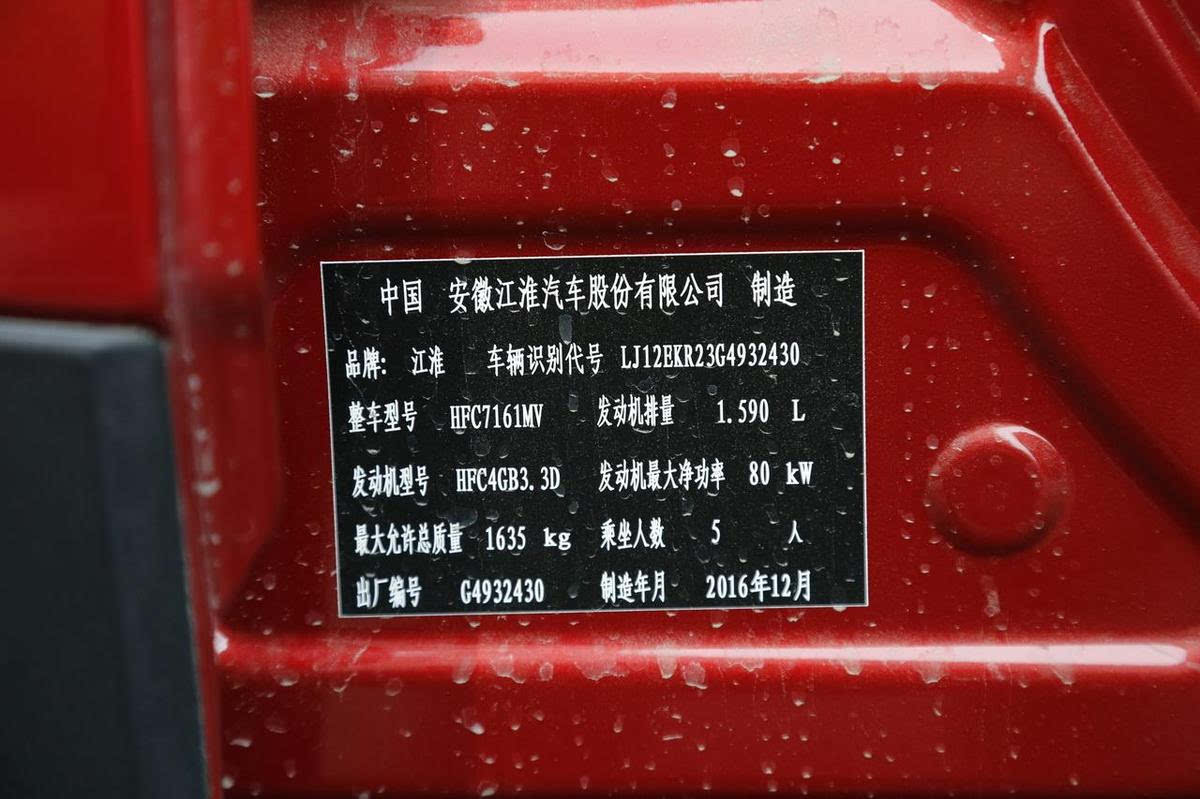 中国 安徽江淮汽车股份有限公司 制造
品牌: 江淮 车辆识别代号 LJ12EKR23G4932430
整车型号 HFC7161MV 发动机排量 1.590 L
发动机型号 HFC4GB3.3D 发动机最大净功率 80 kW
最大允许总质量 1635 kg 乘坐人数 5 人
出厂编号 G4932430 制造年月 2016年12月